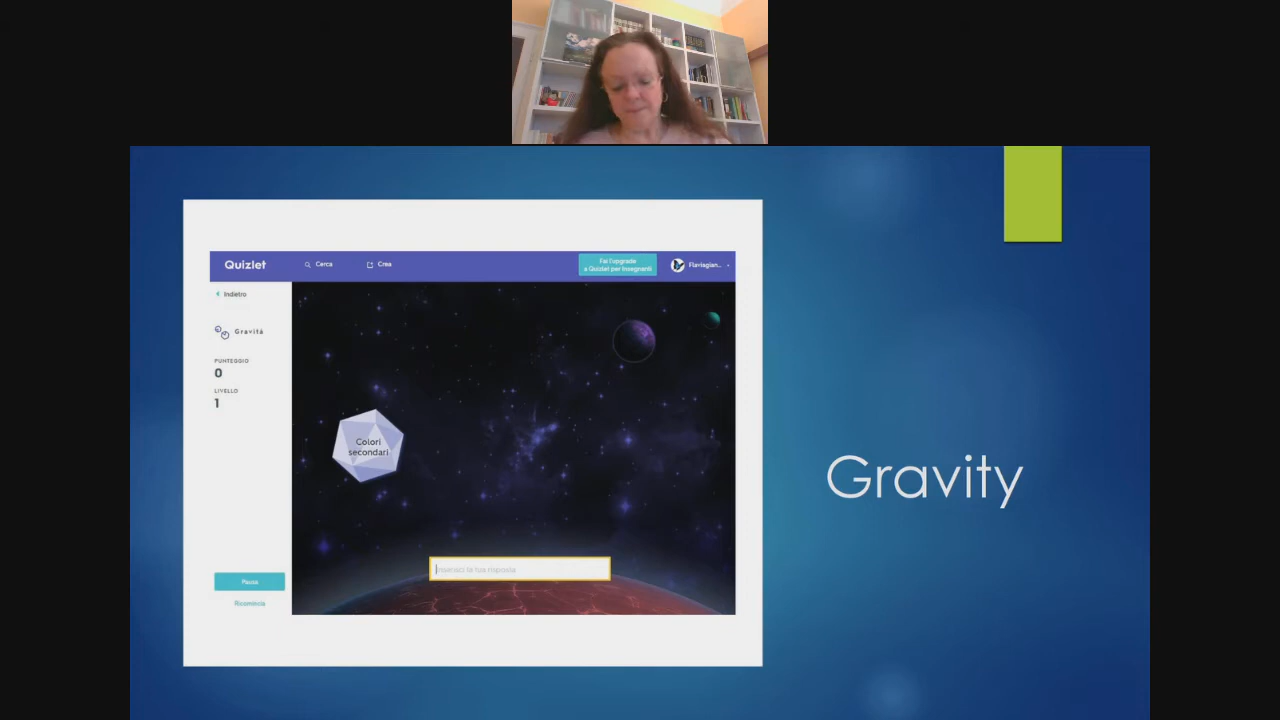 Quizlet
Cerca
Crea
Fai l'upgrade
a Quizlet per Insegnanti
Flaviagian...
Indietro
Gravità
PUNTEGGIO
0
LIVELLO
1
Colori
secondari
Inserisci la tua risposta
Pausa
Ricomincia
Gravity